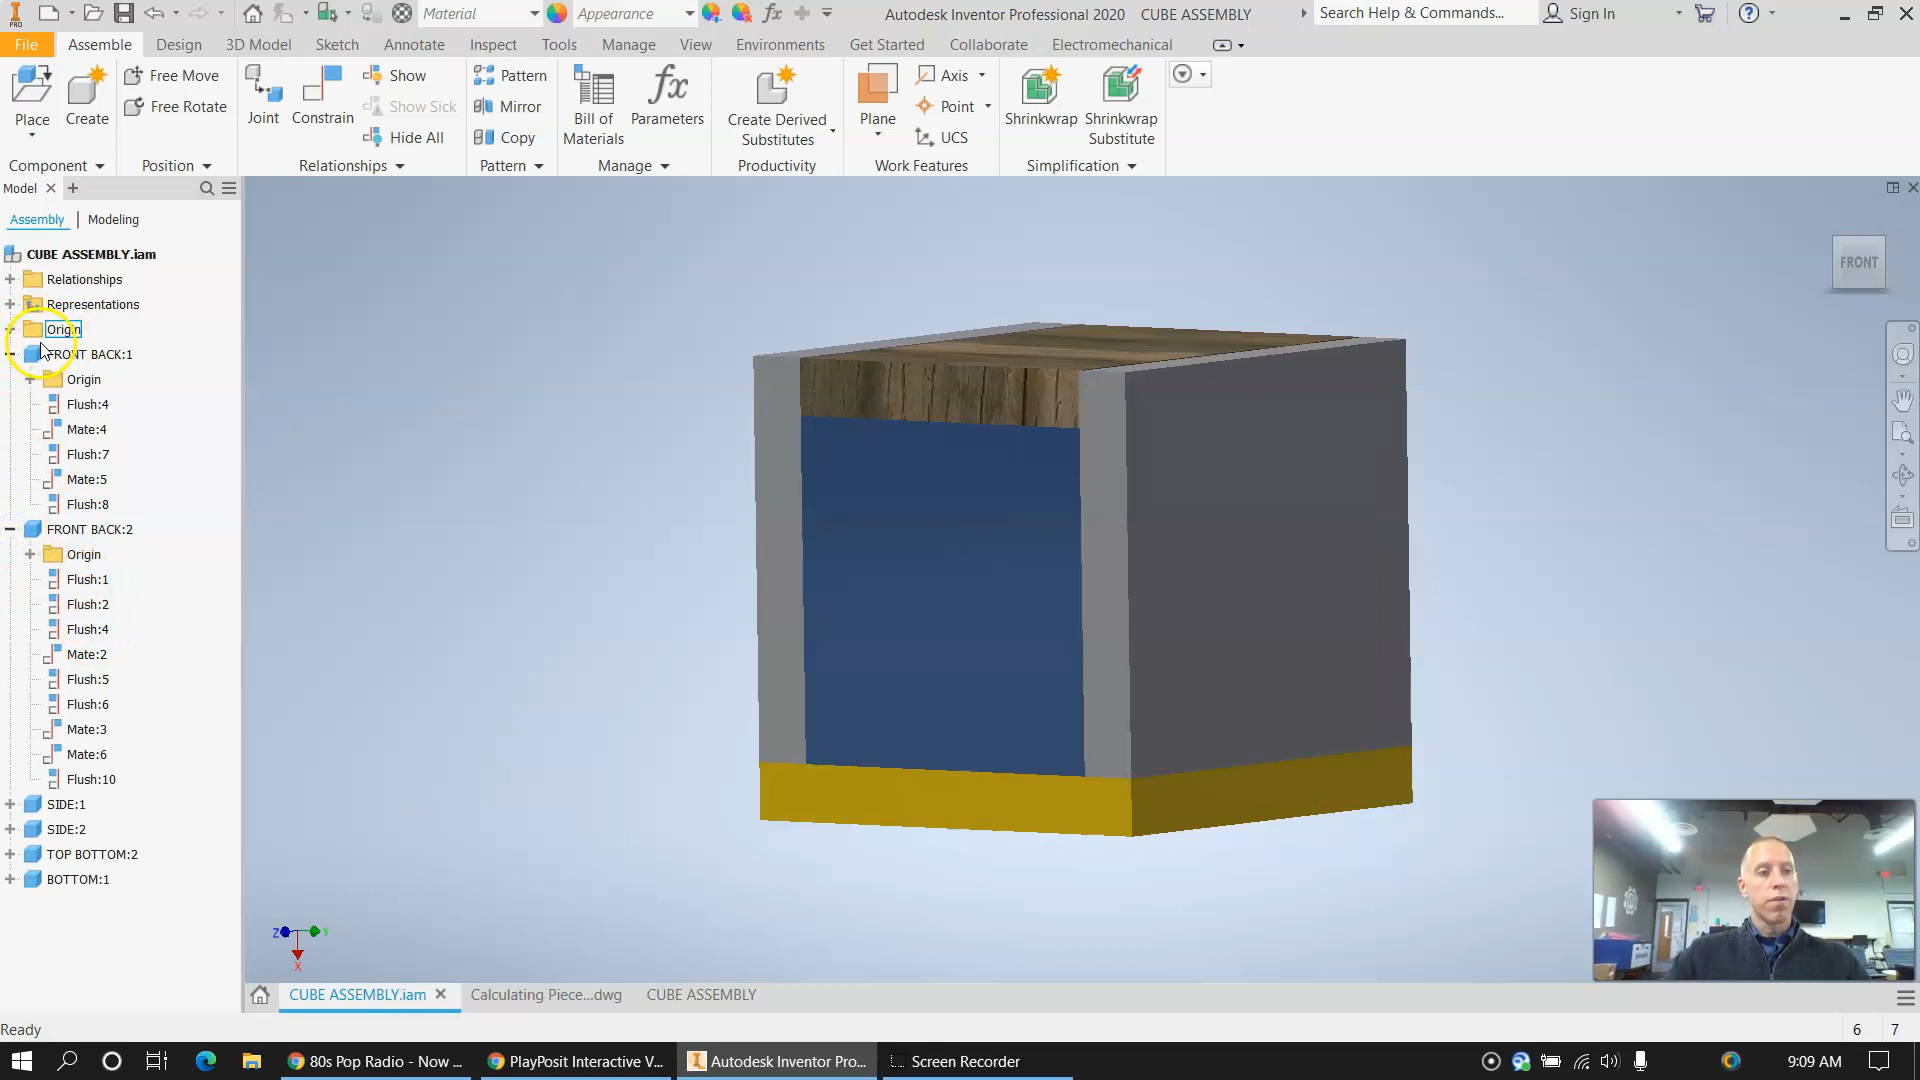 PRO
Material
Appearance
Autodesk Inventor Professional 2020 CUBE ASSEMBLY
Search Help & Commands...
Sign In
File
Assemble
Design
3D Model
Sketch
Annotate
Inspect
Tools
Manage
View
Environments
Get Started
Collaborate
Electromechanical
Place
Create
Free Move
Free Rotate
Component
Position
Joint
Constrain
Show
Show Sick
Hide All
Relationships
Pattern
Mirror
Copy
Pattern
Bill of
Materials
Parameters
Manage
Create Derived
Substitutes
Productivity
Plane
Axis
Point
UCS
Work Features
Shrinkwrap
Shrinkwrap
Substitute
Simplification
Model
Assembly | Modeling
CUBE ASSEMBLY.iam
Relationships
Representations
Origin
FRONT BACK:1
Origin
Flush:4
Mate:4
Flush:7
Mate:5
Flush:8
FRONT BACK:2
Origin
Flush:1
Flush:2
Flush:4
Mate:2
Flush:5
Flush:6
Mate:3
Mate:6
Flush:10
SIDE:1
SIDE:2
TOP BOTTOM:2
BOTTOM:1
FRONT
Z
Y
X
CUBE ASSEMBLY.iam
Calculating Piece...dwg
CUBE ASSEMBLY
Ready
6 7
80s Pop Radio - Now ...
PlayPosit Interactive V...
Autodesk Inventor Pro...
Screen Recorder
9:09 AM